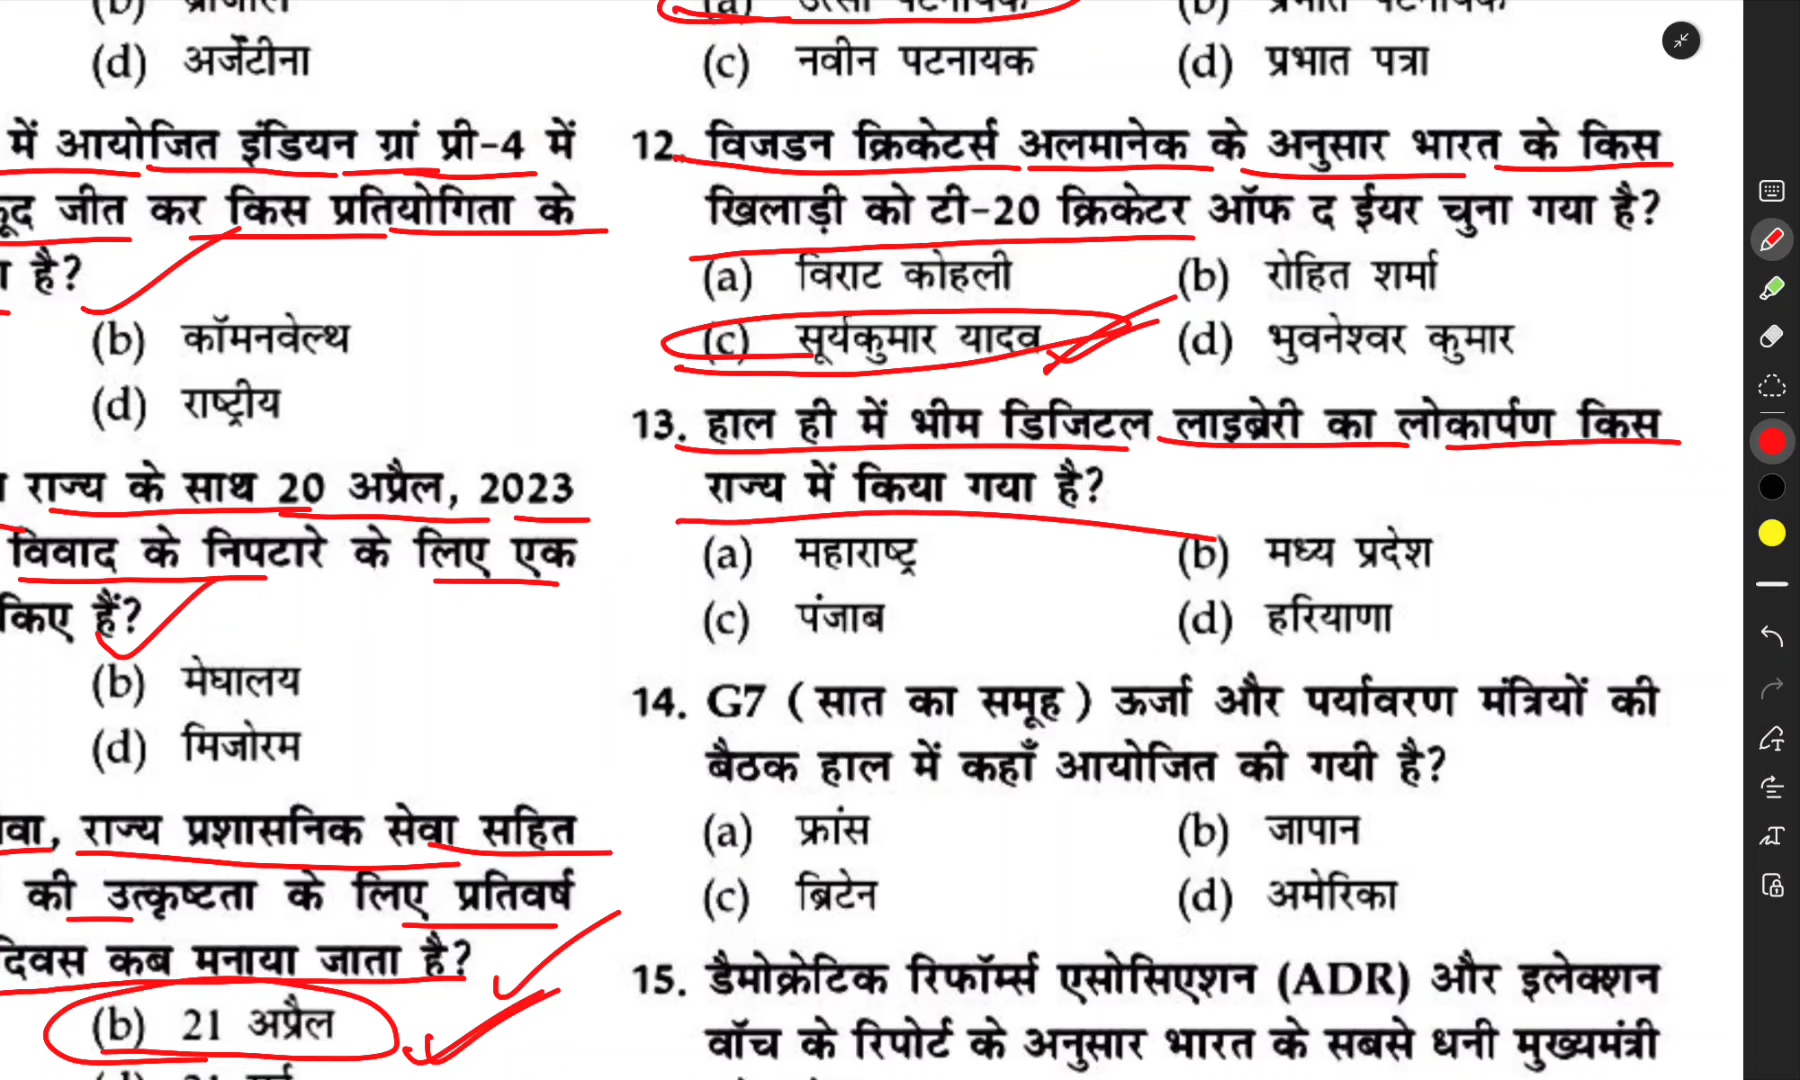 (d) अर्जेंटीना
में आयोजित इंडियन ग्रां प्री-4 में
कूद जीत कर किस प्रतियोगिता के
है?
(b) कॉमनवेल्थ
(d) राष्ट्रीय
राज्य के साथ 20 अप्रैल, 2023
विवाद के निपटारे के लिए एक
किए हैं?
(b) मेघालय
(d) मिजोरम
राज्य प्रशासनिक सेवा सहित
की उत्कृष्टता के लिए प्रतिवर्ष
दिवस कब मनाया जाता है?
(b) 21 अप्रैल
(c) नवीन पटनायक (d) प्रभात पत्रा
12. विजडन क्रिकेटर्स अलमानेक के अनुसार भारत के किस
खिलाड़ी को टी-20 क्रिकेटर ऑफ द ईयर चुना गया है?
(a) विराट कोहली (b) रोहित शर्मा
(c) सूर्यकुमार यादव (d) भुवनेश्वर कुमार
13. हाल ही में भीम डिजिटल लाइब्रेरी का लोकार्पण किस
राज्य में किया गया है?
(a) महाराष्ट्र (b) मध्य प्रदेश
(c) पंजाब (d) हरियाणा
14. G7 (सात का समूह) ऊर्जा और पर्यावरण मंत्रियों की
बैठक हाल में कहाँ आयोजित की गयी है?
(a) फ्रांस (b) जापान
(c) ब्रिटेन (d) अमेरिका
15. डैमोक्रेटिक रिफॉर्म्स एसोसिएशन (ADR) और इलेक्शन
वॉच के रिपोर्ट के अनुसार भारत के सबसे धनी मुख्यमंत्री